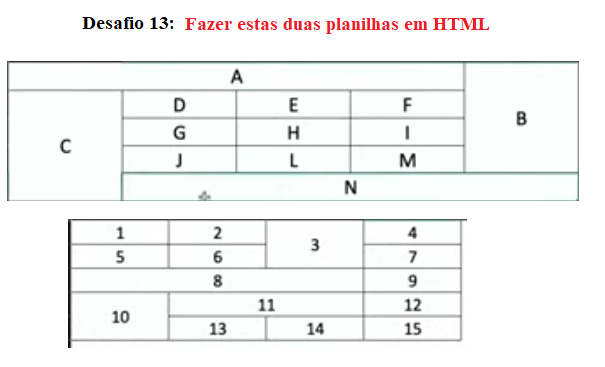 Desafio 13: Fazer estas duas planilhas em HTML
A
D E F
B
G H I
C
J L M
N
1 2 4
3
5 6 7
8 9
11 12
10
13 14 15